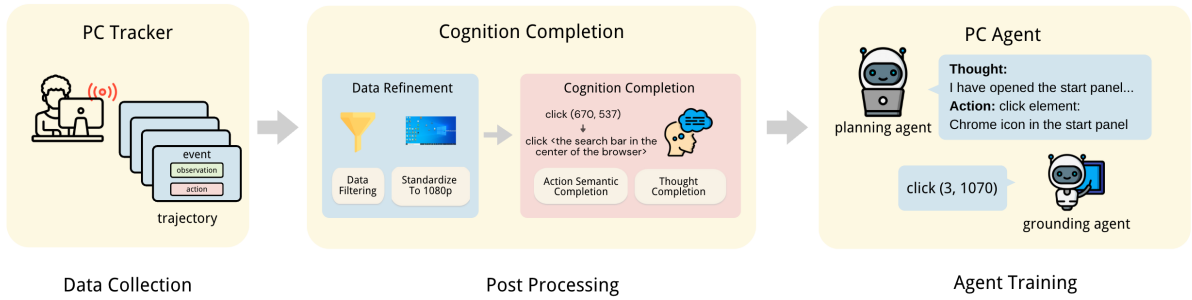 PC Tracker
event
observation
action
trajectory
Data Collection
Cognition Completion
Data Refinement
Data
Filtering
Standardize
To 1080p
Cognition Completion
click (670, 537)
click <the search bar in the
center of the browser>
Action Semantic
Completion
Thought
Completion
Post Processing
PC Agent
planning agent
Thought:
I have opened the start panel...
Action: click element:
Chrome icon in the start panel
click (3, 1070)
grounding agent
Agent Training